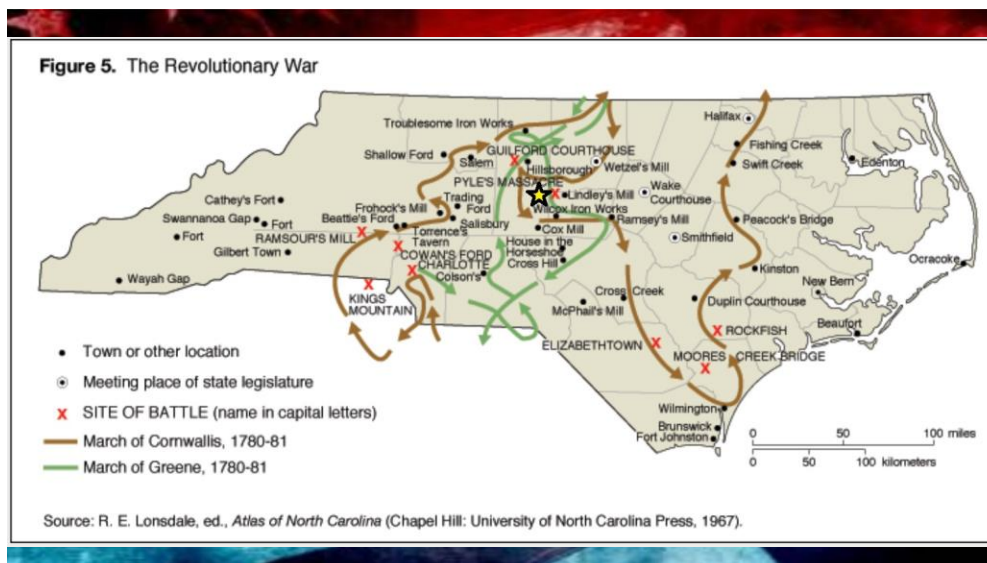 Figure 5. The Revolutionary War
Halifax
Troublesome Iron Works
Fishing Creek
Shallow Ford
Salem
GUILFORD COURTHOUSE
Hillsborough
Wetzel's Mill
Swift Creek
Edenton
PYLE'S MASSACRE
Cathey's Fort
Trading
Ford
Lindley's Mill
Wake
Courthouse
Frohock's Mill
Swannanoa Gap
Fort
Beattie's Ford
Salisbury
Wilcox Iron Works
Ramsey's Mill
Peacock's Bridge
Fort
RAMSOUR'S MILL
Torrence's
Tavern
Cox Mill
Smithfield
Gilbert Town
COWAN'S FORD
House in the
Horseshoe
CHARLOTTE
Cross Hill
Ocracoke
Wayah Gap
Colson's
Kinston
New Bern
KINGS
MOUNTAIN
Cross Creek
McPhail's Mill
Duplin Courthouse
Beaufort
ROCKFISH
ELIZABETHTOWN
MOORES CREEK BRIDGE
Wilmington
Brunswick
Fort Johnston
Town or other location
Meeting place of state legislature
X SITE OF BATTLE (name in capital letters)
March of Cornwallis, 1780-81
March of Greene, 1780-81
0 50 100 miles
0 50 100 kilometers
Source: R. E. Lonsdale, ed., Atlas of North Carolina (Chapel Hill: University of North Carolina Press, 1967).